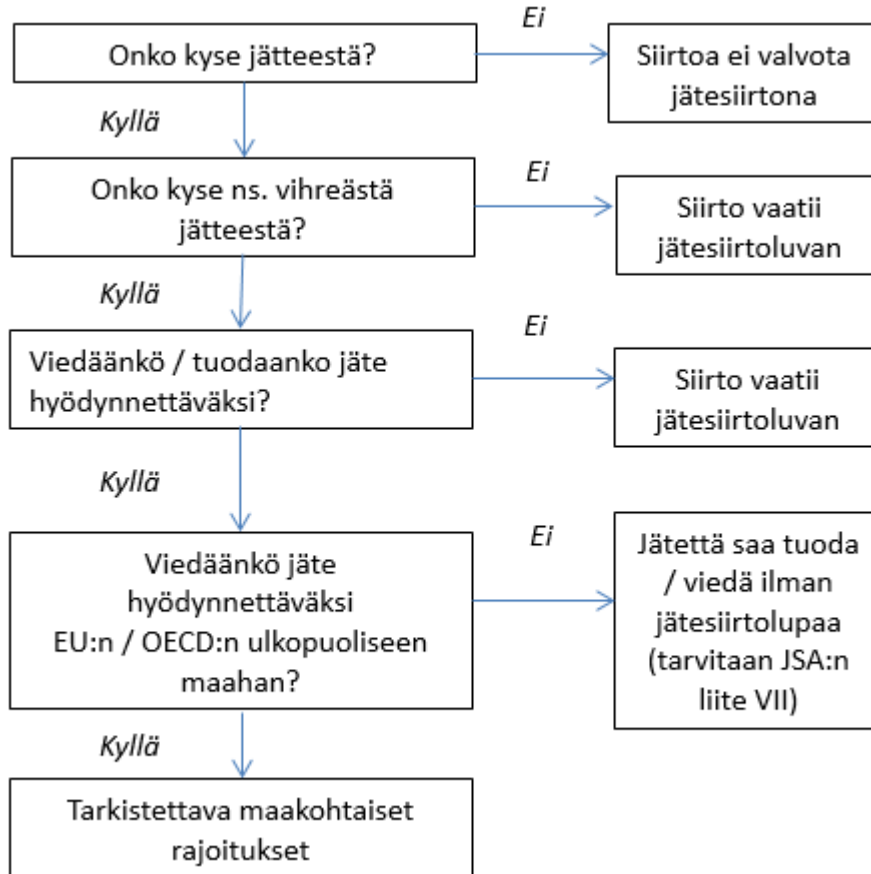 Ei
Onko kyse jätteestä?
Siirtoa ei valvota
jätesiirtona
Kyllä
Ei
Onko kyse ns. vihreästä
jätteestä?
Siirto vaatii
jätesiirtoluvan
Kyllä
Ei
Viedäänkö / tuodaanko jäte
hyödynnettäväksi?
Siirto vaatii
jätesiirtoluvan
Kyllä
Ei
Viedäänkö jäte
hyödynnettäväksi
EU:n / OECD:n ulkopuoliseen
maahan?
Jätettä saa tuoda
/ viedä ilman
jätesiirtolupaa
(tarvitaan JSA:n
liite VII)
Kyllä
Tarkistettava maakohtaiset
rajoitukset